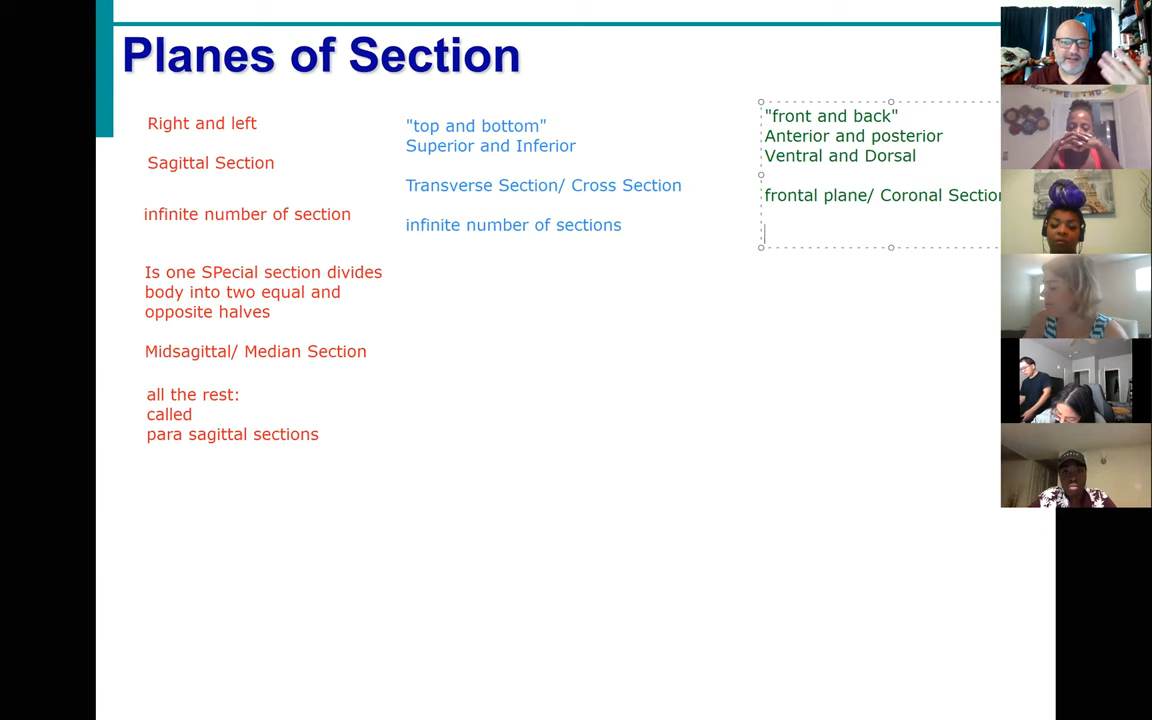 Planes of Section
Right and left
Sagittal Section
infinite number of section
Is one SPecial section divides
body into two equal and
opposite halves
Midsagittal/ Median Section
all the rest:
called
para sagittal sections
"top and bottom"
Superior and Inferior
Transverse Section/ Cross Section
infinite number of sections
"front and back"
Anterior and posterior
Ventral and Dorsal
frontal plane/ Coronal Section